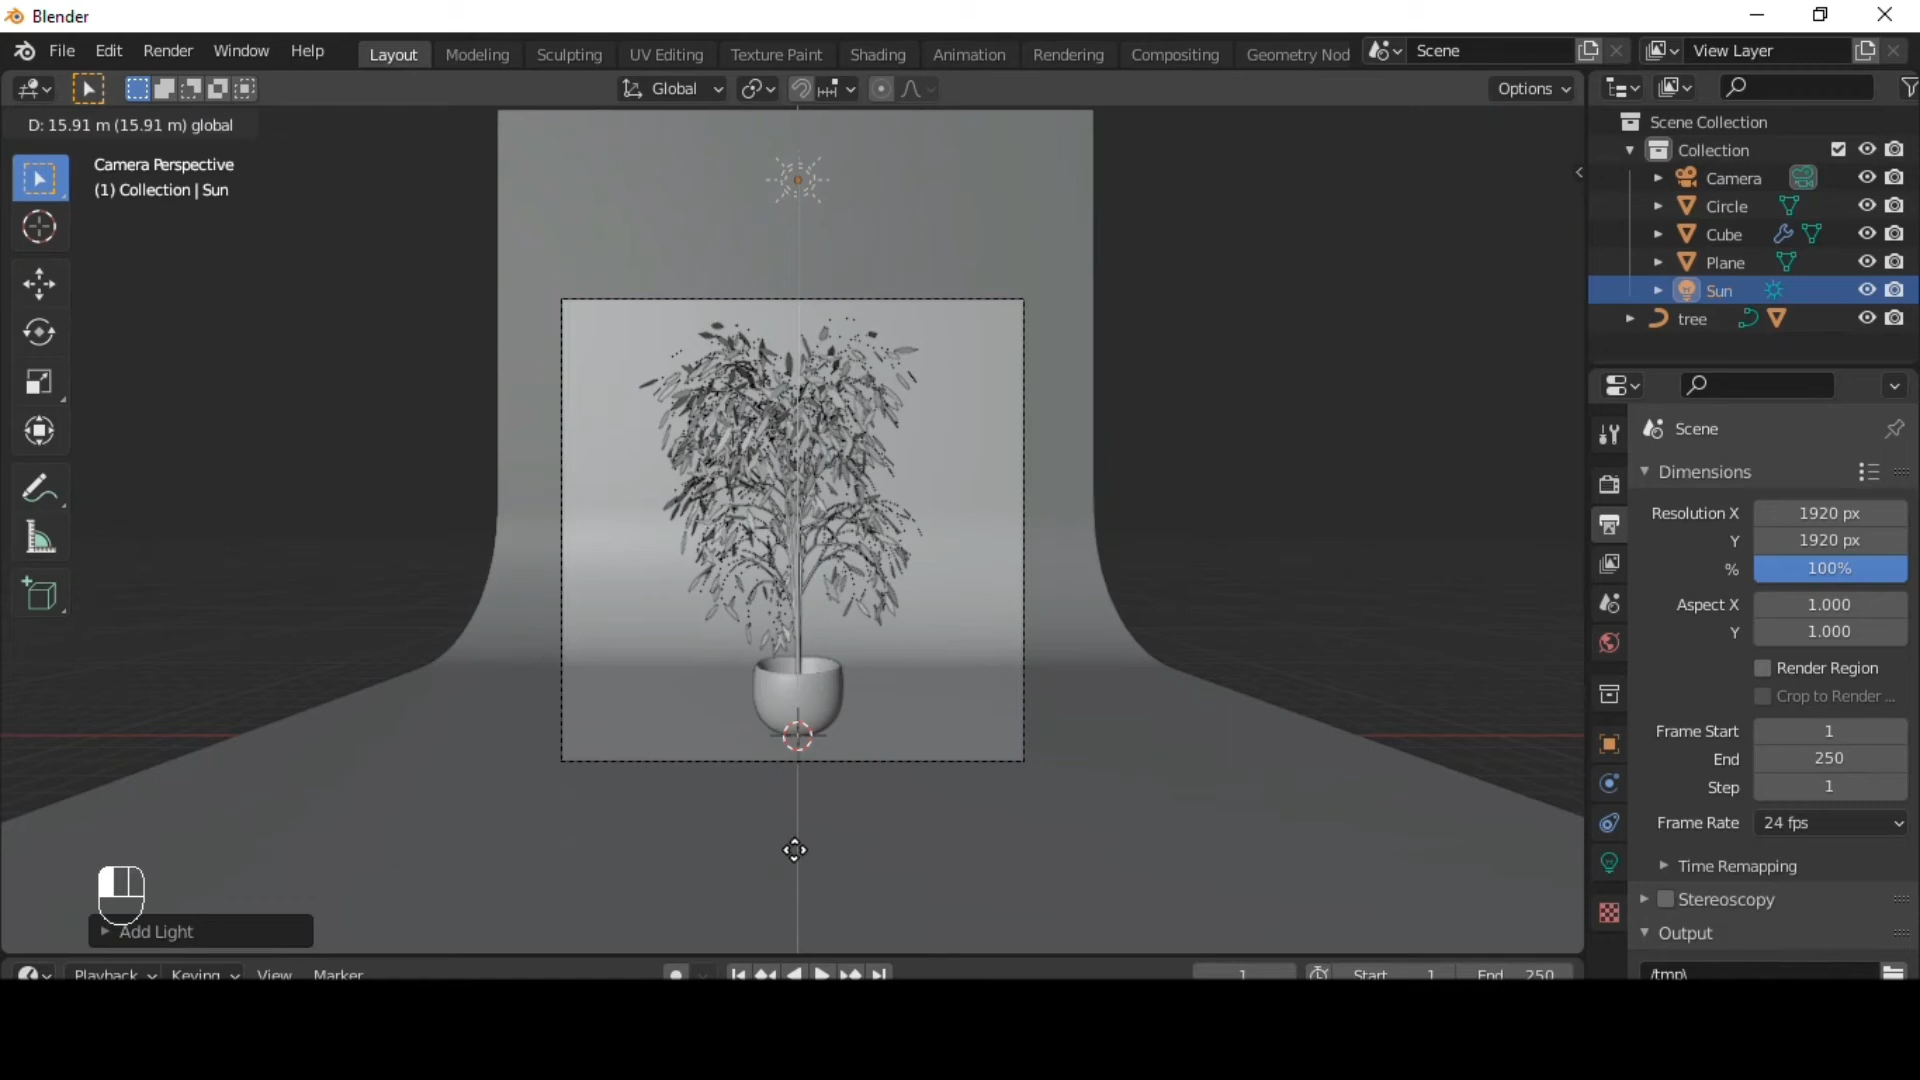 Blender
File Edit Render Window Help
Layout Modeling Sculpting UV Editing Texture Paint Shading Animation Rendering Compositing Geometry Nod
Scene
View Layer
Global
Options
D: 15.91 m (15.91 m) global
Camera Perspective
(1) Collection | Sun
Scene Collection
Collection
Camera
Circle
Cube
Plane
Sun
tree
Scene
Dimensions
Resolution X 1920 px
Y 1920 px
% 100%
Aspect X 1.000
Y 1.000
Render Region
Crop to Render ...
Frame Start 1
End 250
Step 1
Frame Rate 24 fps
Time Remapping
Stereoscopy
Output
/tmp\
Add Light
Playback Keying View Marker
1 Start 1 End 250